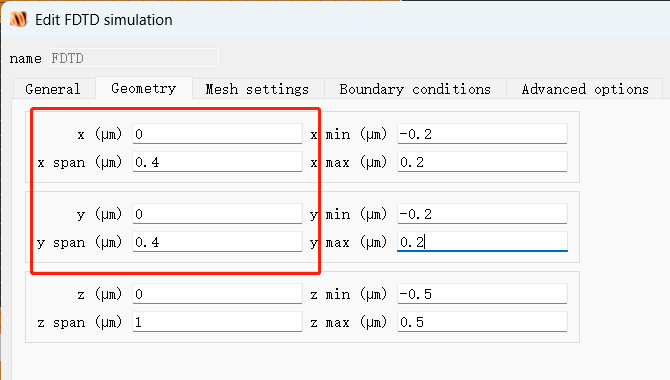 Edit FDTD simulation
name FDTD
General Geometry Mesh settings Boundary conditions Advanced options
x (μm) 0 x min (μm) -0.2
x span (μm) 0.4 x max (μm) 0.2
y (μm) 0 y min (μm) -0.2
y span (μm) 0.4 y max (μm) 0.2
z (μm) 0 z min (μm) -0.5
z span (μm) 1 z max (μm) 0.5